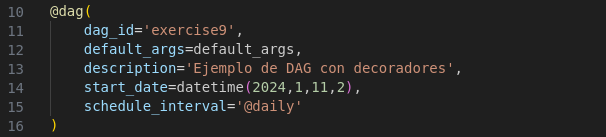 10 @dag(
11     dag_id='exercise9',
12     default_args=default_args,
13     description='Ejemplo de DAG con decoradores',
14     start_date=datetime(2024,1,11,2),
15     schedule_interval='@daily'
16 )